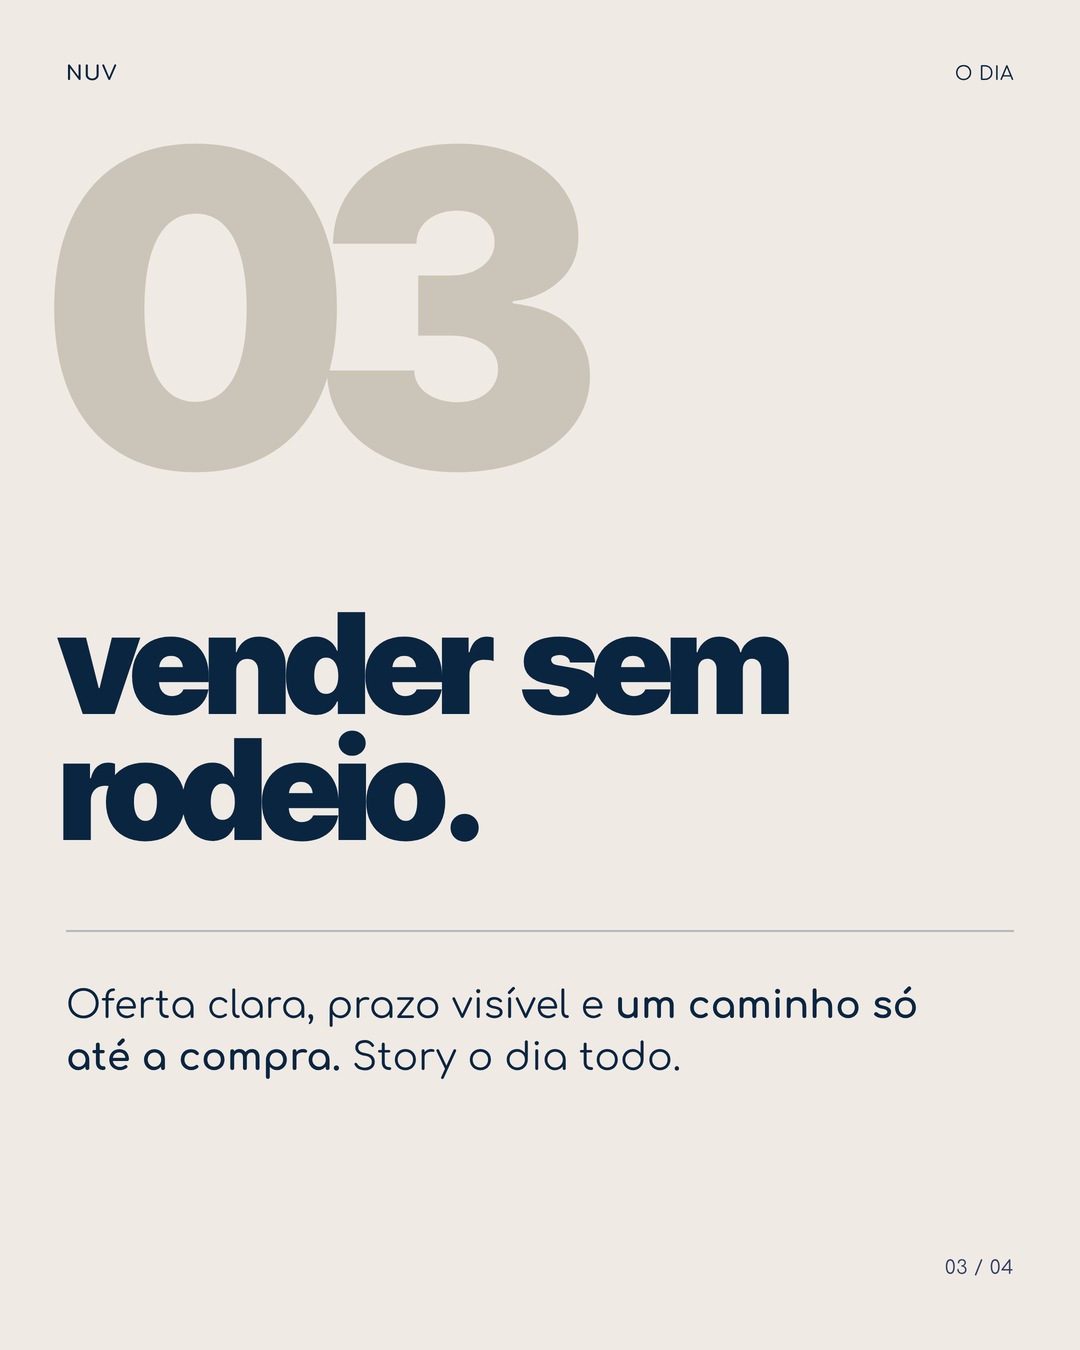 NUV
O DIA
03
vender sem
rodeio.
Oferta clara, prazo visível e um caminho só
até a compra. Story o dia todo.
03 / 04